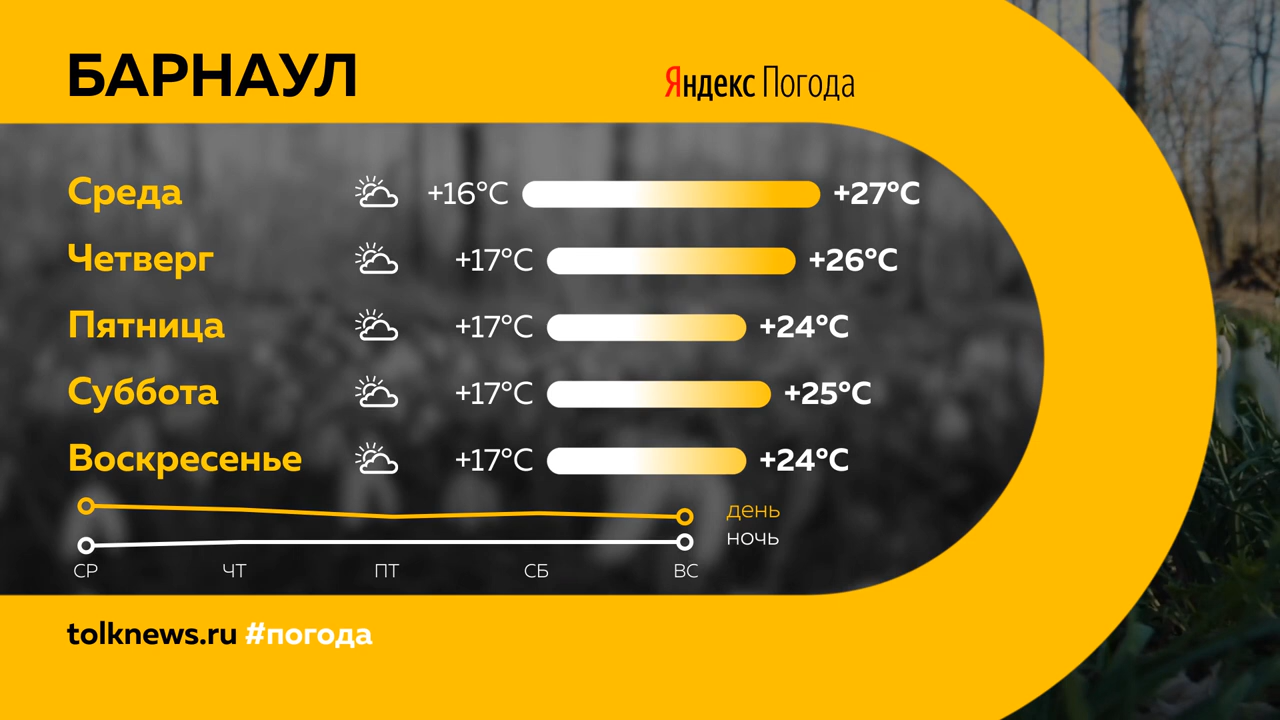 БАРНАУЛ
Яндекс Погода
Среда +16°C +27°C
Четверг +17°C +26°C
Пятница +17°C +24°C
Суббота +17°C +25°C
Воскресенье +17°C +24°C
день
ночь
СР ЧТ ПТ СБ ВС
tolknews.ru #погода